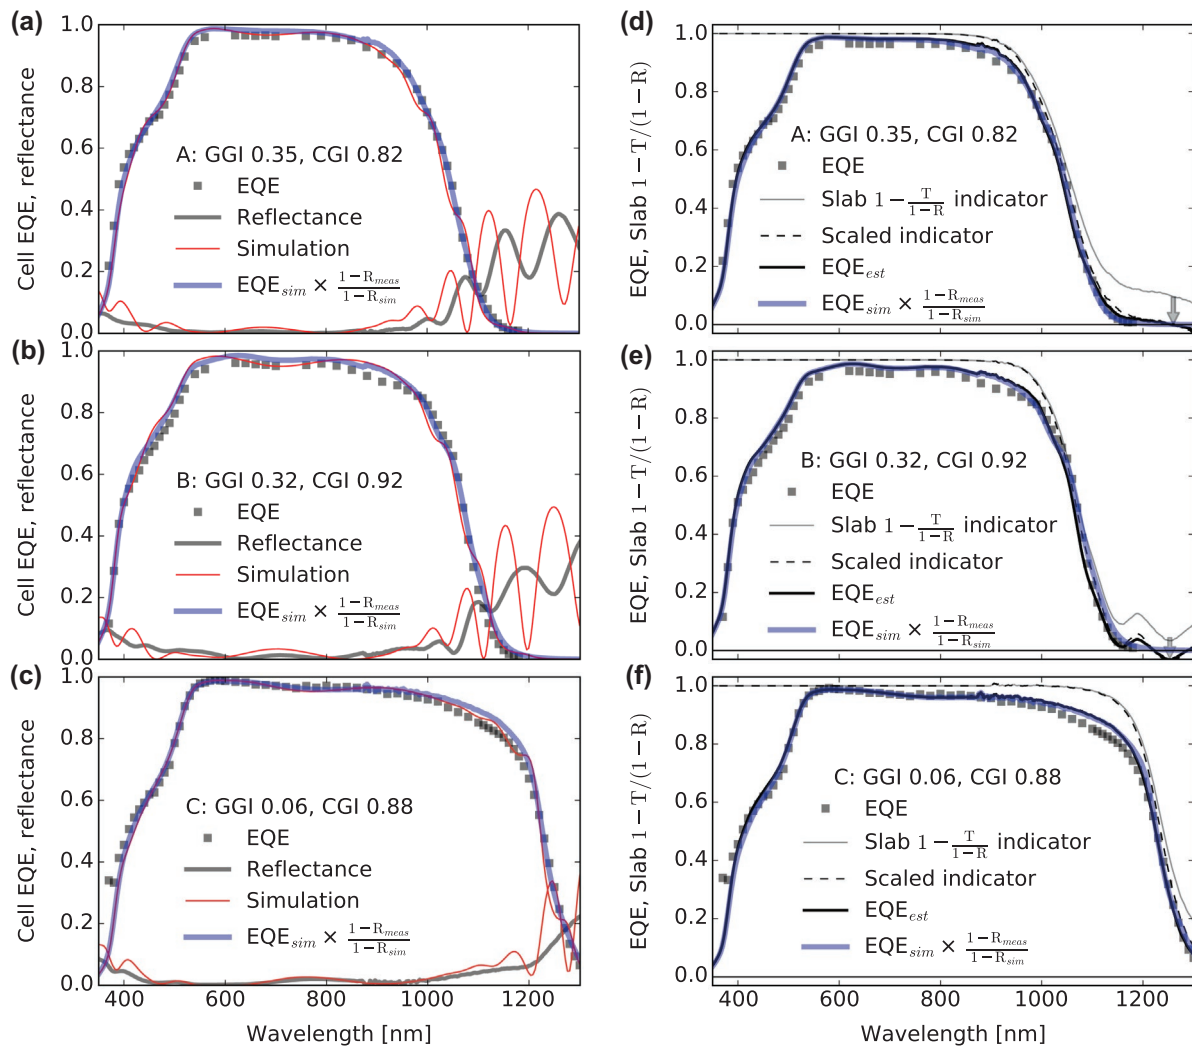 (a)
Cell EQE, reflectance
1.0
0.8
0.6
0.4
0.2
0.0
A: GGI 0.35, CGI 0.82
EQE
Reflectance
Simulation
EQE_sim × (1−R_meas)/(1−R_sim)
(b)
Cell EQE, reflectance
1.0
0.8
0.6
0.4
0.2
0.0
B: GGI 0.32, CGI 0.92
EQE
Reflectance
Simulation
EQE_sim × (1−R_meas)/(1−R_sim)
(c)
Cell EQE, reflectance
1.0
0.8
0.6
0.4
0.2
0.0
C: GGI 0.06, CGI 0.88
EQE
Reflectance
Simulation
EQE_sim × (1−R_meas)/(1−R_sim)
400 600 800 1000 1200
Wavelength [nm]
(d)
EQE, Slab 1−T/(1−R)
1.0
0.8
0.6
0.4
0.2
0.0
A: GGI 0.35, CGI 0.82
EQE
Slab 1−T/(1−R) indicator
Scaled indicator
EQE_est
EQE_sim × (1−R_meas)/(1−R_sim)
(e)
EQE, Slab 1−T/(1−R)
1.0
0.8
0.6
0.4
0.2
0.0
B: GGI 0.32, CGI 0.92
EQE
Slab 1−T/(1−R) indicator
Scaled indicator
EQE_est
EQE_sim × (1−R_meas)/(1−R_sim)
(f)
EQE, Slab 1−T/(1−R)
1.0
0.8
0.6
0.4
0.2
0.0
C: GGI 0.06, CGI 0.88
EQE
Slab 1−T/(1−R) indicator
Scaled indicator
EQE_est
EQE_sim × (1−R_meas)/(1−R_sim)
400 600 800 1000 1200
Wavelength [nm]